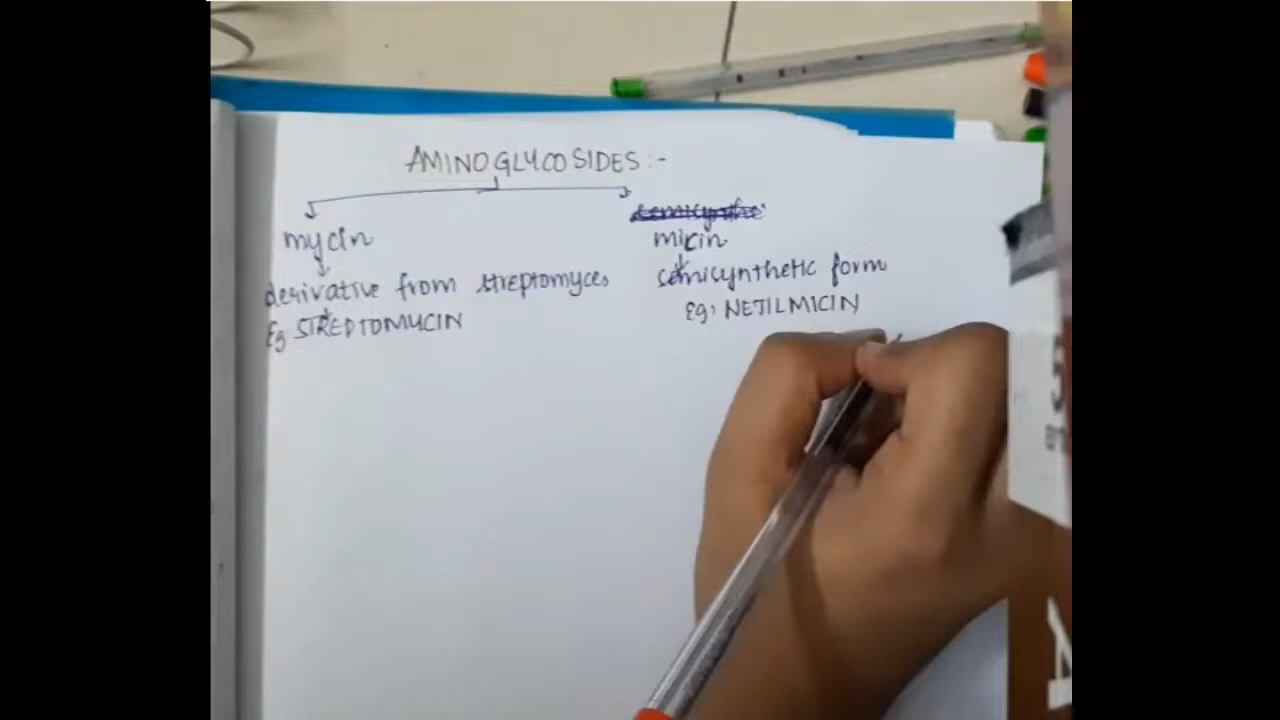 AMINOGLYCOSIDES :-
mycin
micin
derivative from streptomyces
semisynthetic form
Eg STREPTOMYCIN
Eg, NETILMICIN